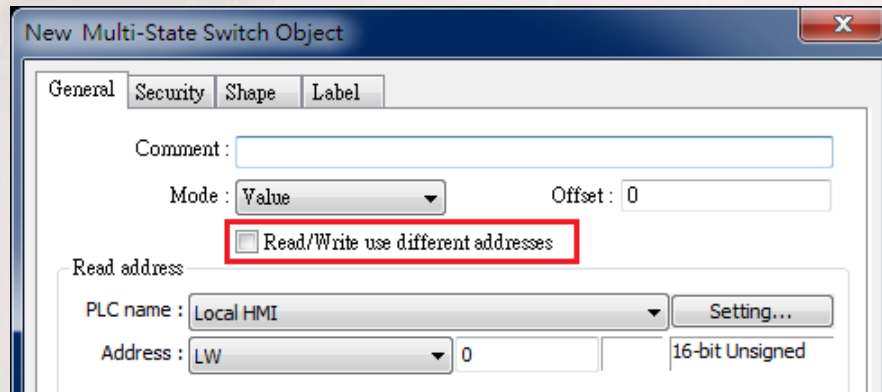 New Multi-State Switch Object
General Security Shape Label
Comment :
Mode : Value Offset : 0
Read/Write use different addresses
Read address
PLC name : Local HMI Setting...
Address : LW 0 16-bit Unsigned